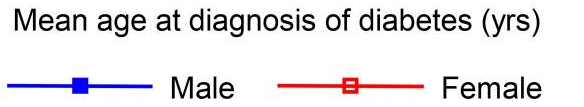 Mean age at diagnosis of diabetes (yrs)
Male Female